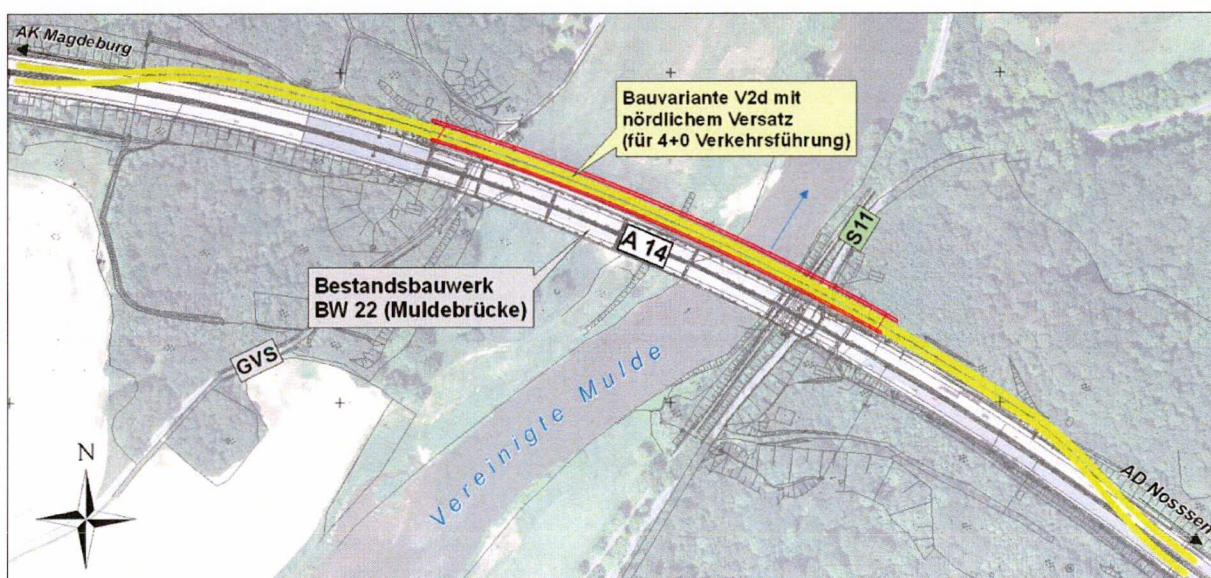 AK Magdeburg
Bauvariante V2d mit
nördlichem Versatz
(für 4+0 Verkehrsführung)
S11
A 14
Bestandsbauwerk
BW 22 (Muldebrücke)
GVS
Vereinigte Mulde
N
AD Nosssen